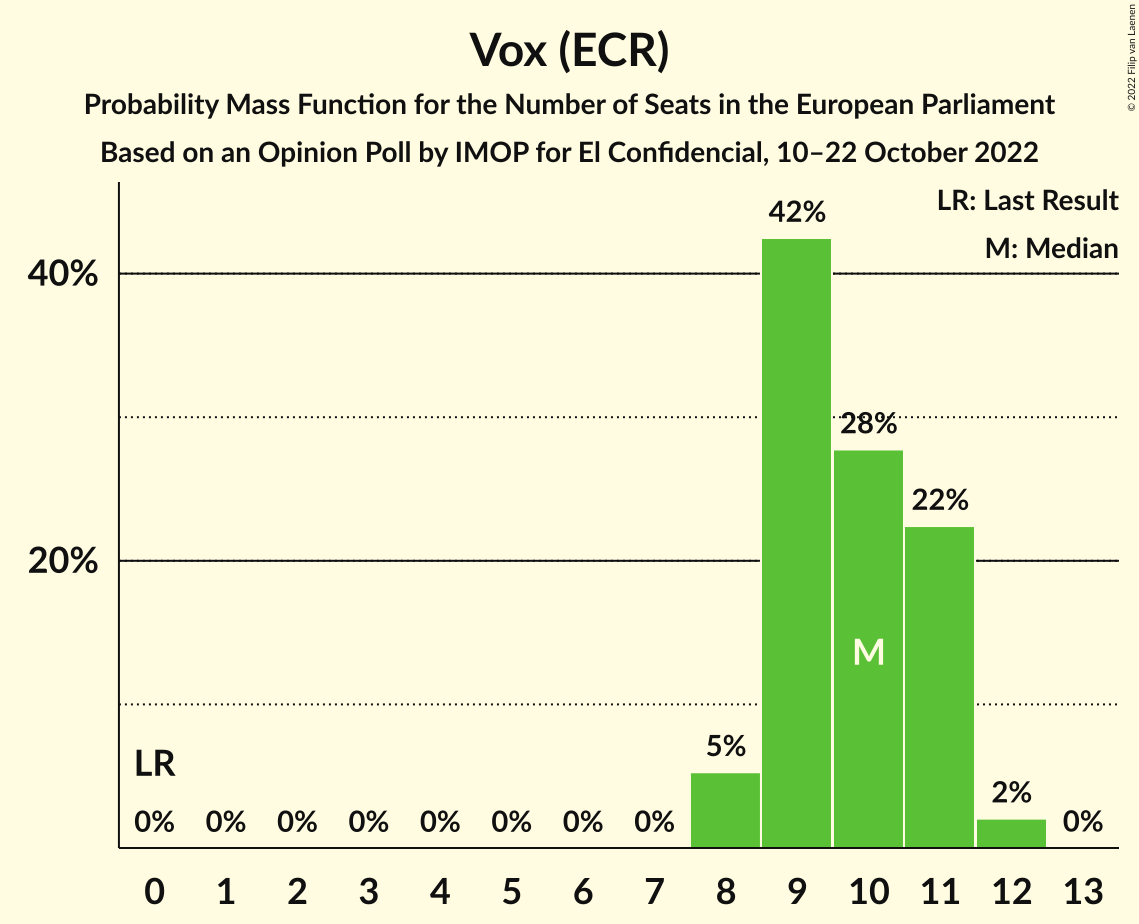 Vox (ECR)
Probability Mass Function for the Number of Seats in the European Parliament
Based on an Opinion Poll by IMOP for El Confidencial, 10–22 October 2022
© 2022 Filip van Laenen
LR: Last Result
M: Median
42%
40%
28%
22%
20%
M
5%
LR
2%
0% 0% 0% 0% 0% 0% 0% 0% 0%
0 1 2 3 4 5 6 7 8 9 10 11 12 13